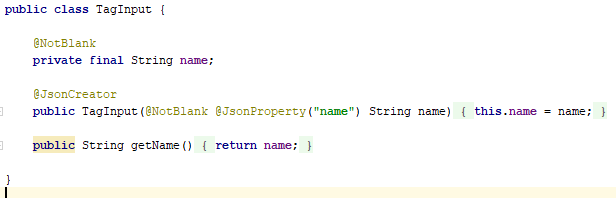 public class TagInput {
@NotBlank
private final String name;
@JsonCreator
public TagInput(@NotBlank @JsonProperty("name") String name) { this.name = name; }
public String getName() { return name; }
}